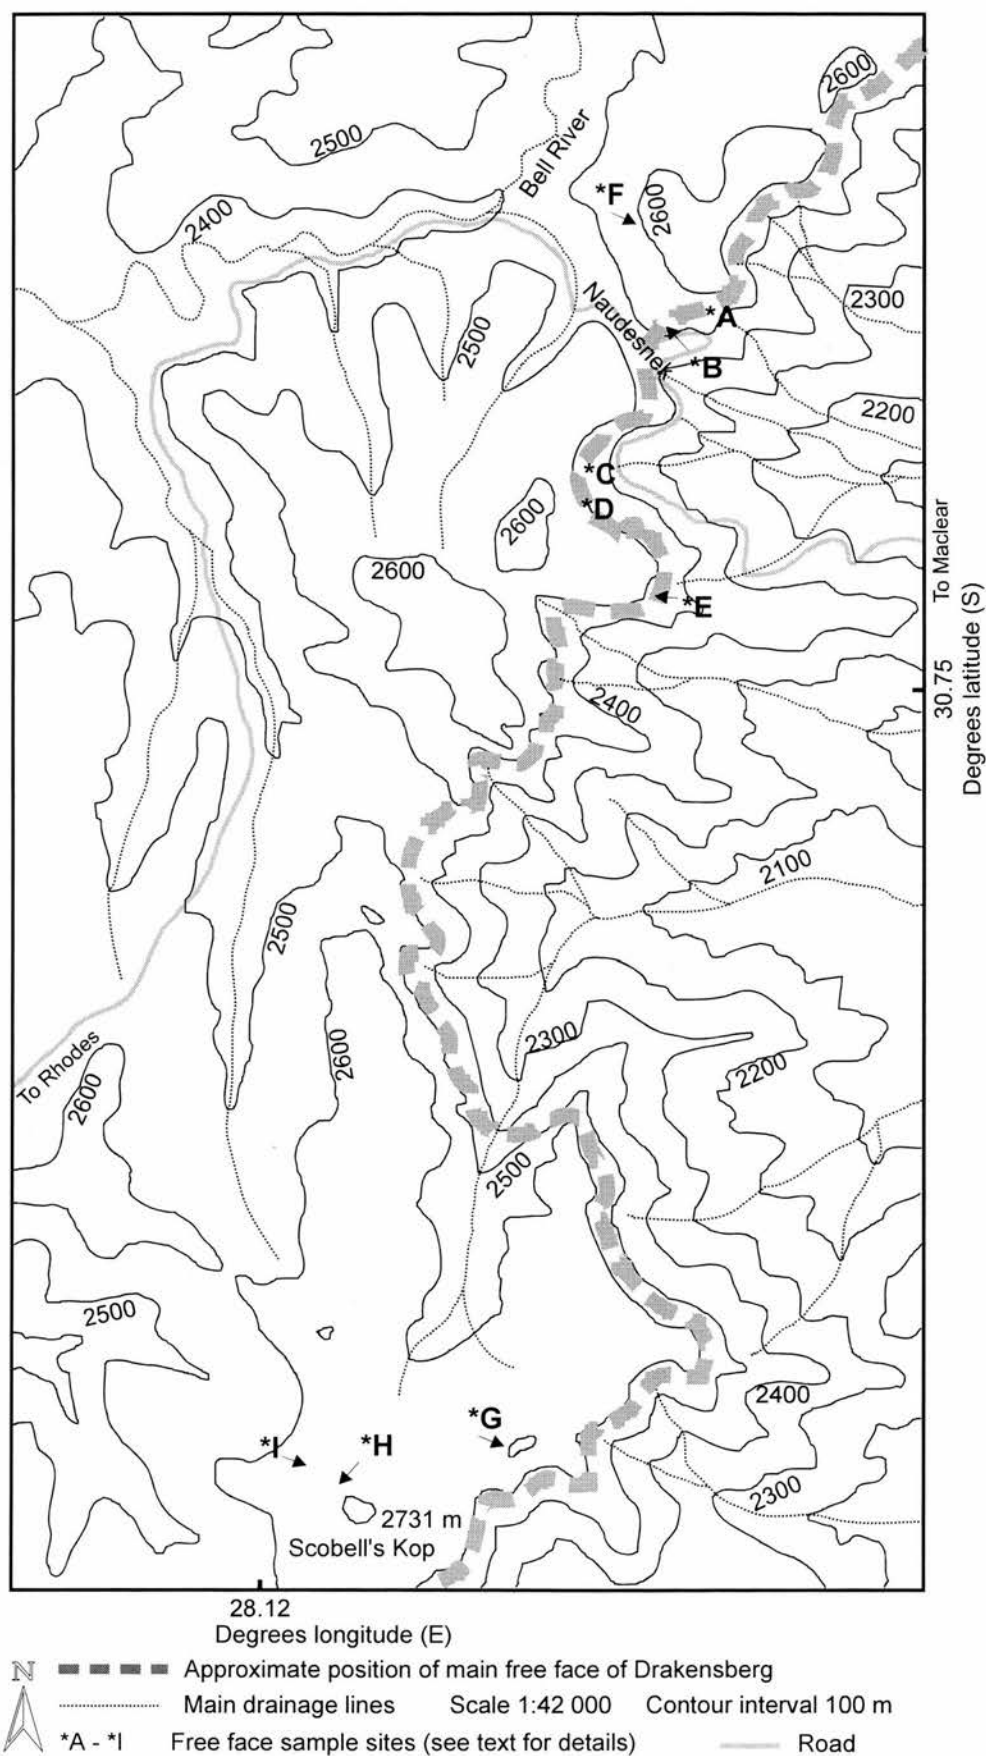 2600
2500
Bell River
*F
2600
2400
2300
Naudesnek
*A
2500
*B
2200
*C
2600
*D
To Maclear
2600
*E
Degrees latitude (S)
30.75
2400
2100
2500
2600
2300
To Rhodes
2200
2600
2500
2500
2400
*G
*I
*H
2300
2731 m
Scobell's Kop
28.12
Degrees longitude (E)
N
Approximate position of main free face of Drakensberg
Main drainage lines Scale 1:42 000 Contour interval 100 m
*A - *I Free face sample sites (see text for details) Road